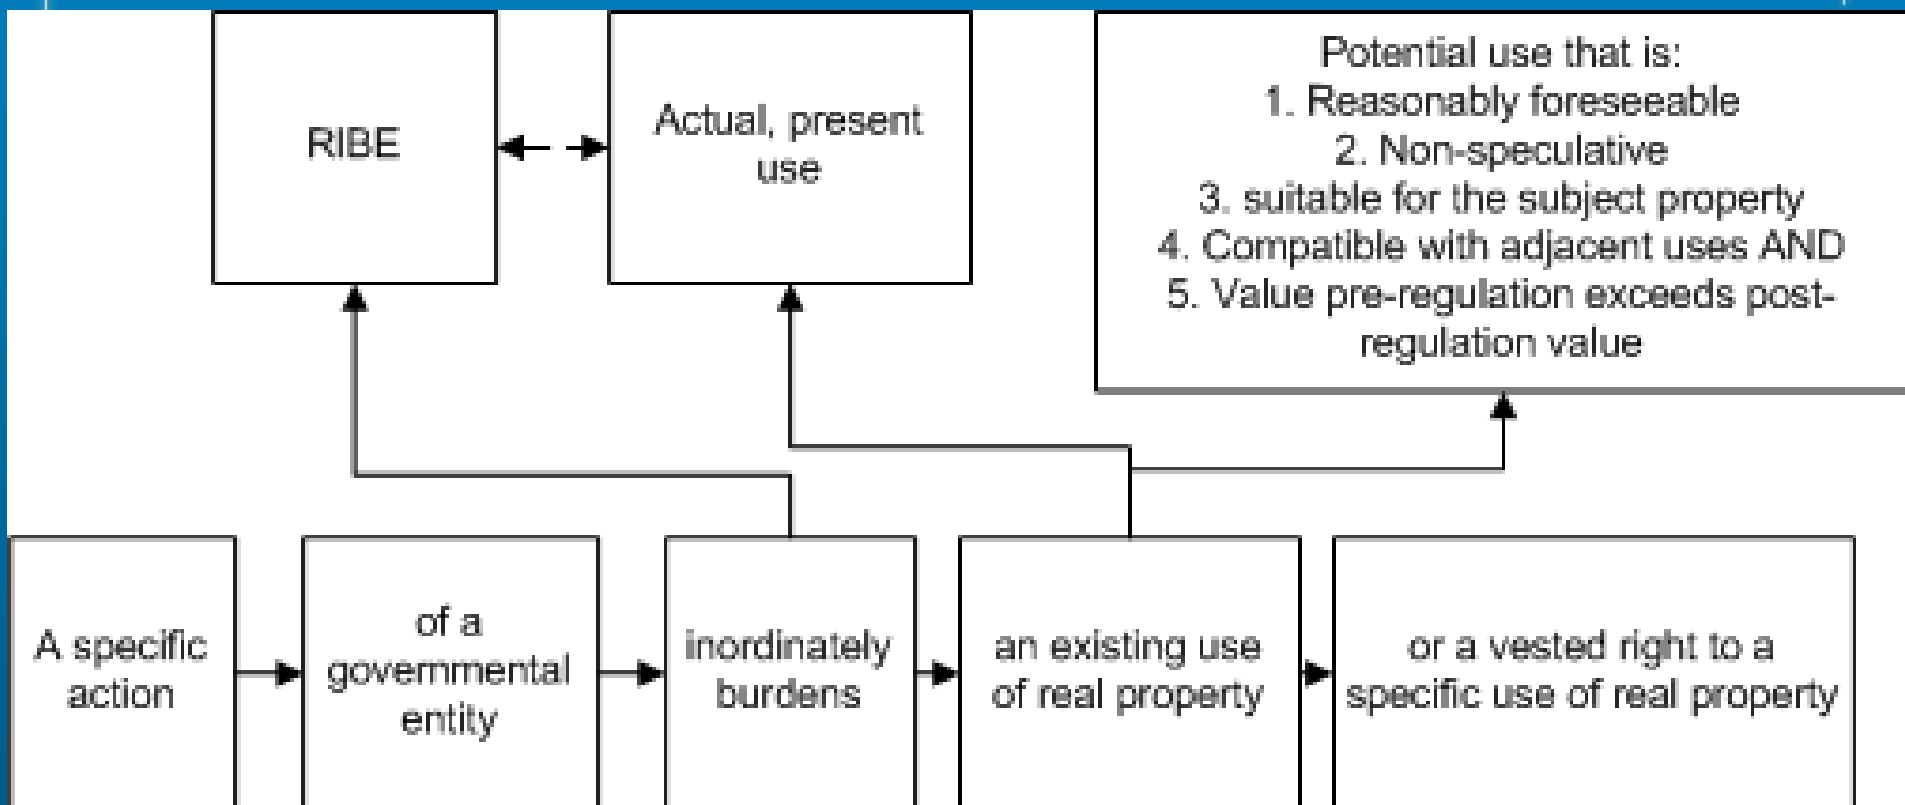 RIBE
Actual, present
use
Potential use that is:
1. Reasonably foreseeable
2. Non-speculative
3. suitable for the subject property
4. Compatible with adjacent uses AND
5. Value pre-regulation exceeds post-
regulation value
A specific
action
of a
governmental
entity
inordinately
burdens
an existing use
of real property
or a vested right to a
specific use of real property